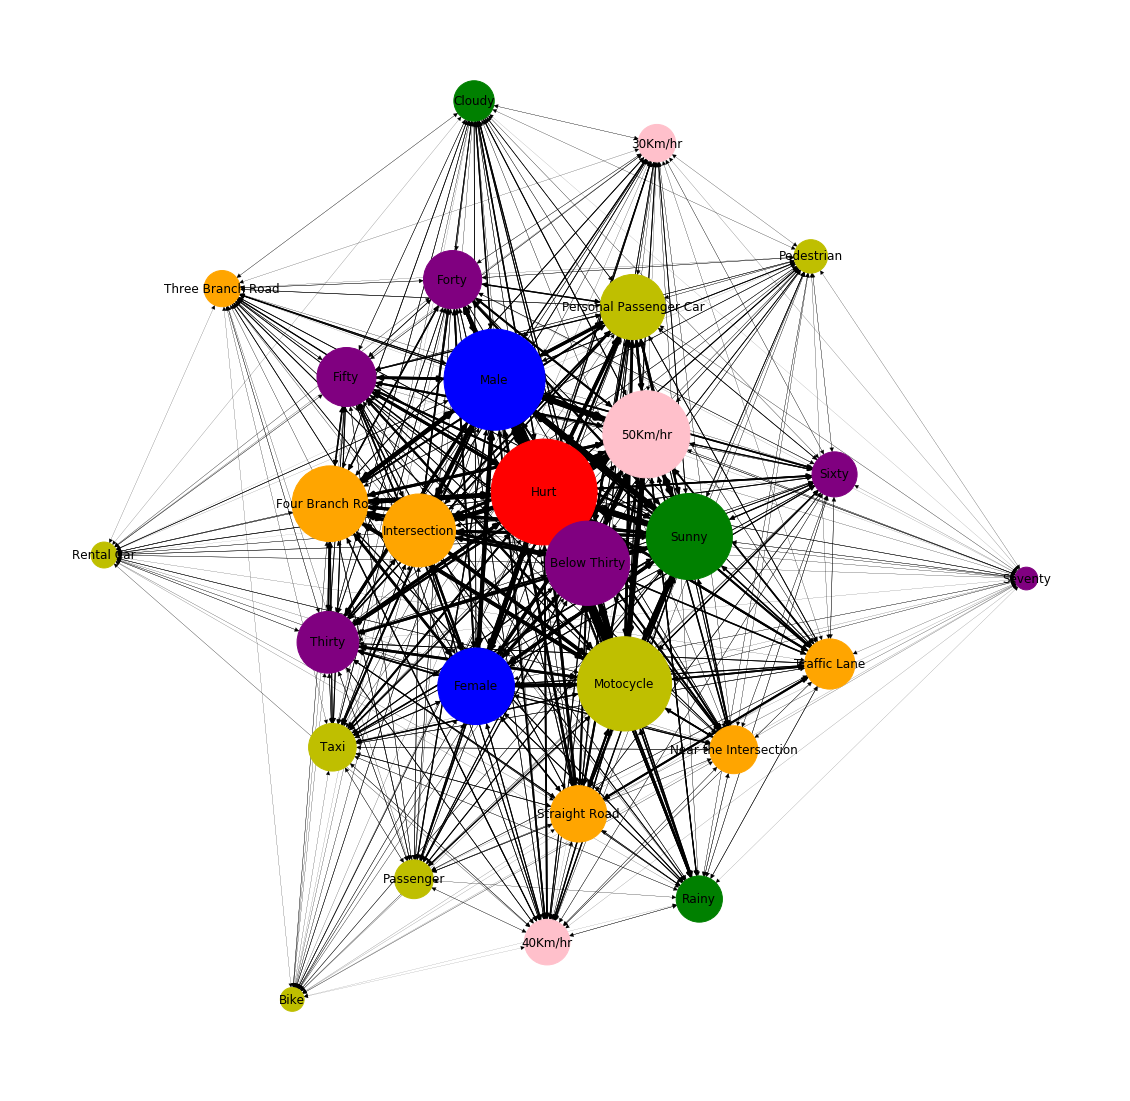 Cloudy
30Km/hr
Pedestrian
Forty
Three Branch Road
Personal Passenger Car
Fifty
Male
50Km/hr
Sixty
Hurt
Four Branch Road
Intersection
Sunny
Rental Car
Below Thirty
Seventy
Thirty
Traffic Lane
Female
Motocycle
Taxi
Near the Intersection
Straight Road
Passenger
Rainy
40Km/hr
Bike